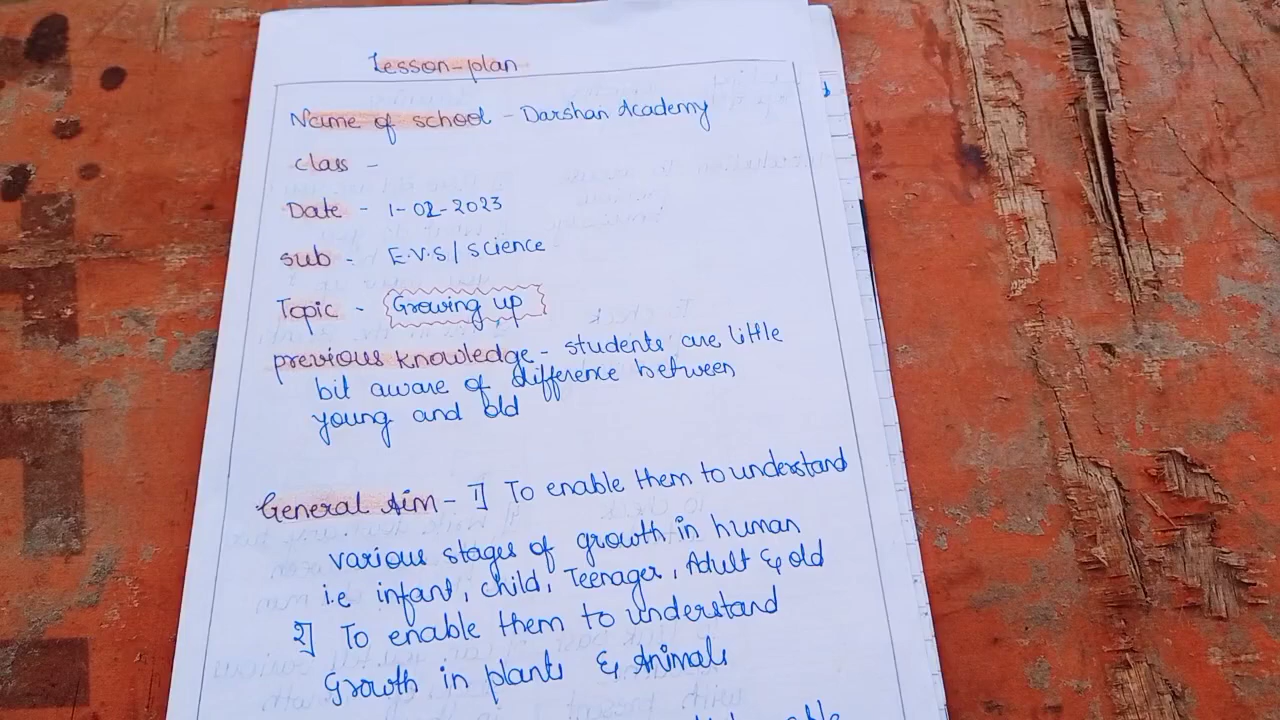 Lesson-plan
Name of school - Darshan Academy
class -
Date - 1-02-2023
sub - E.V.S/Science
Topic - Growing up
previous knowledge - students are little
bit aware of difference between
young and old
General Aim - 1] To enable them to understand
various stages of growth in human
i.e infant, child, Teenager, Adult & old
2] To enable them to understand
Growth in plants & Animals